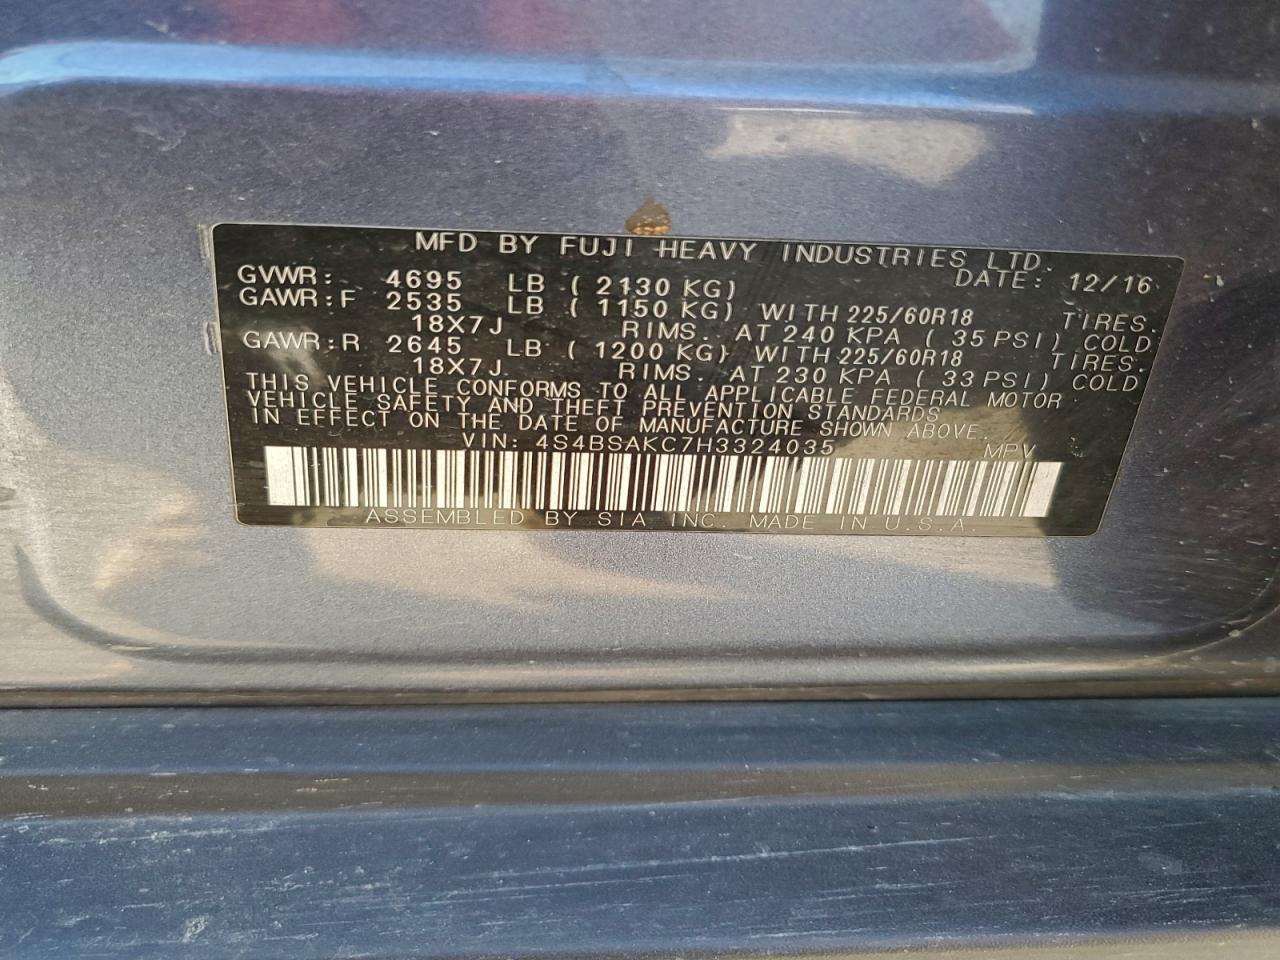 MFD BY FUJI HEAVY INDUSTRIES LTD.
DATE: 12/16
GVWR: 4695 LB (2130 KG)
GAWR:F 2535 LB (1150 KG) WITH 225/60R18 TIRES.
18X7J RIMS. AT 240 KPA (35 PSI) COLD
GAWR:R 2645 LB (1200 KG) WITH 225/60R18 TIRES.
18X7J RIMS. AT 230 KPA (33 PSI) COLD
THIS VEHICLE CONFORMS TO ALL APPLICABLE FEDERAL MOTOR
VEHICLE SAFETY AND THEFT PREVENTION STANDARDS
IN EFFECT ON THE DATE OF MANUFACTURE SHOWN ABOVE.
VIN: 4S4BSAKC7H3324035 MPV
ASSEMBLED BY SIA INC. MADE IN U.S.A.